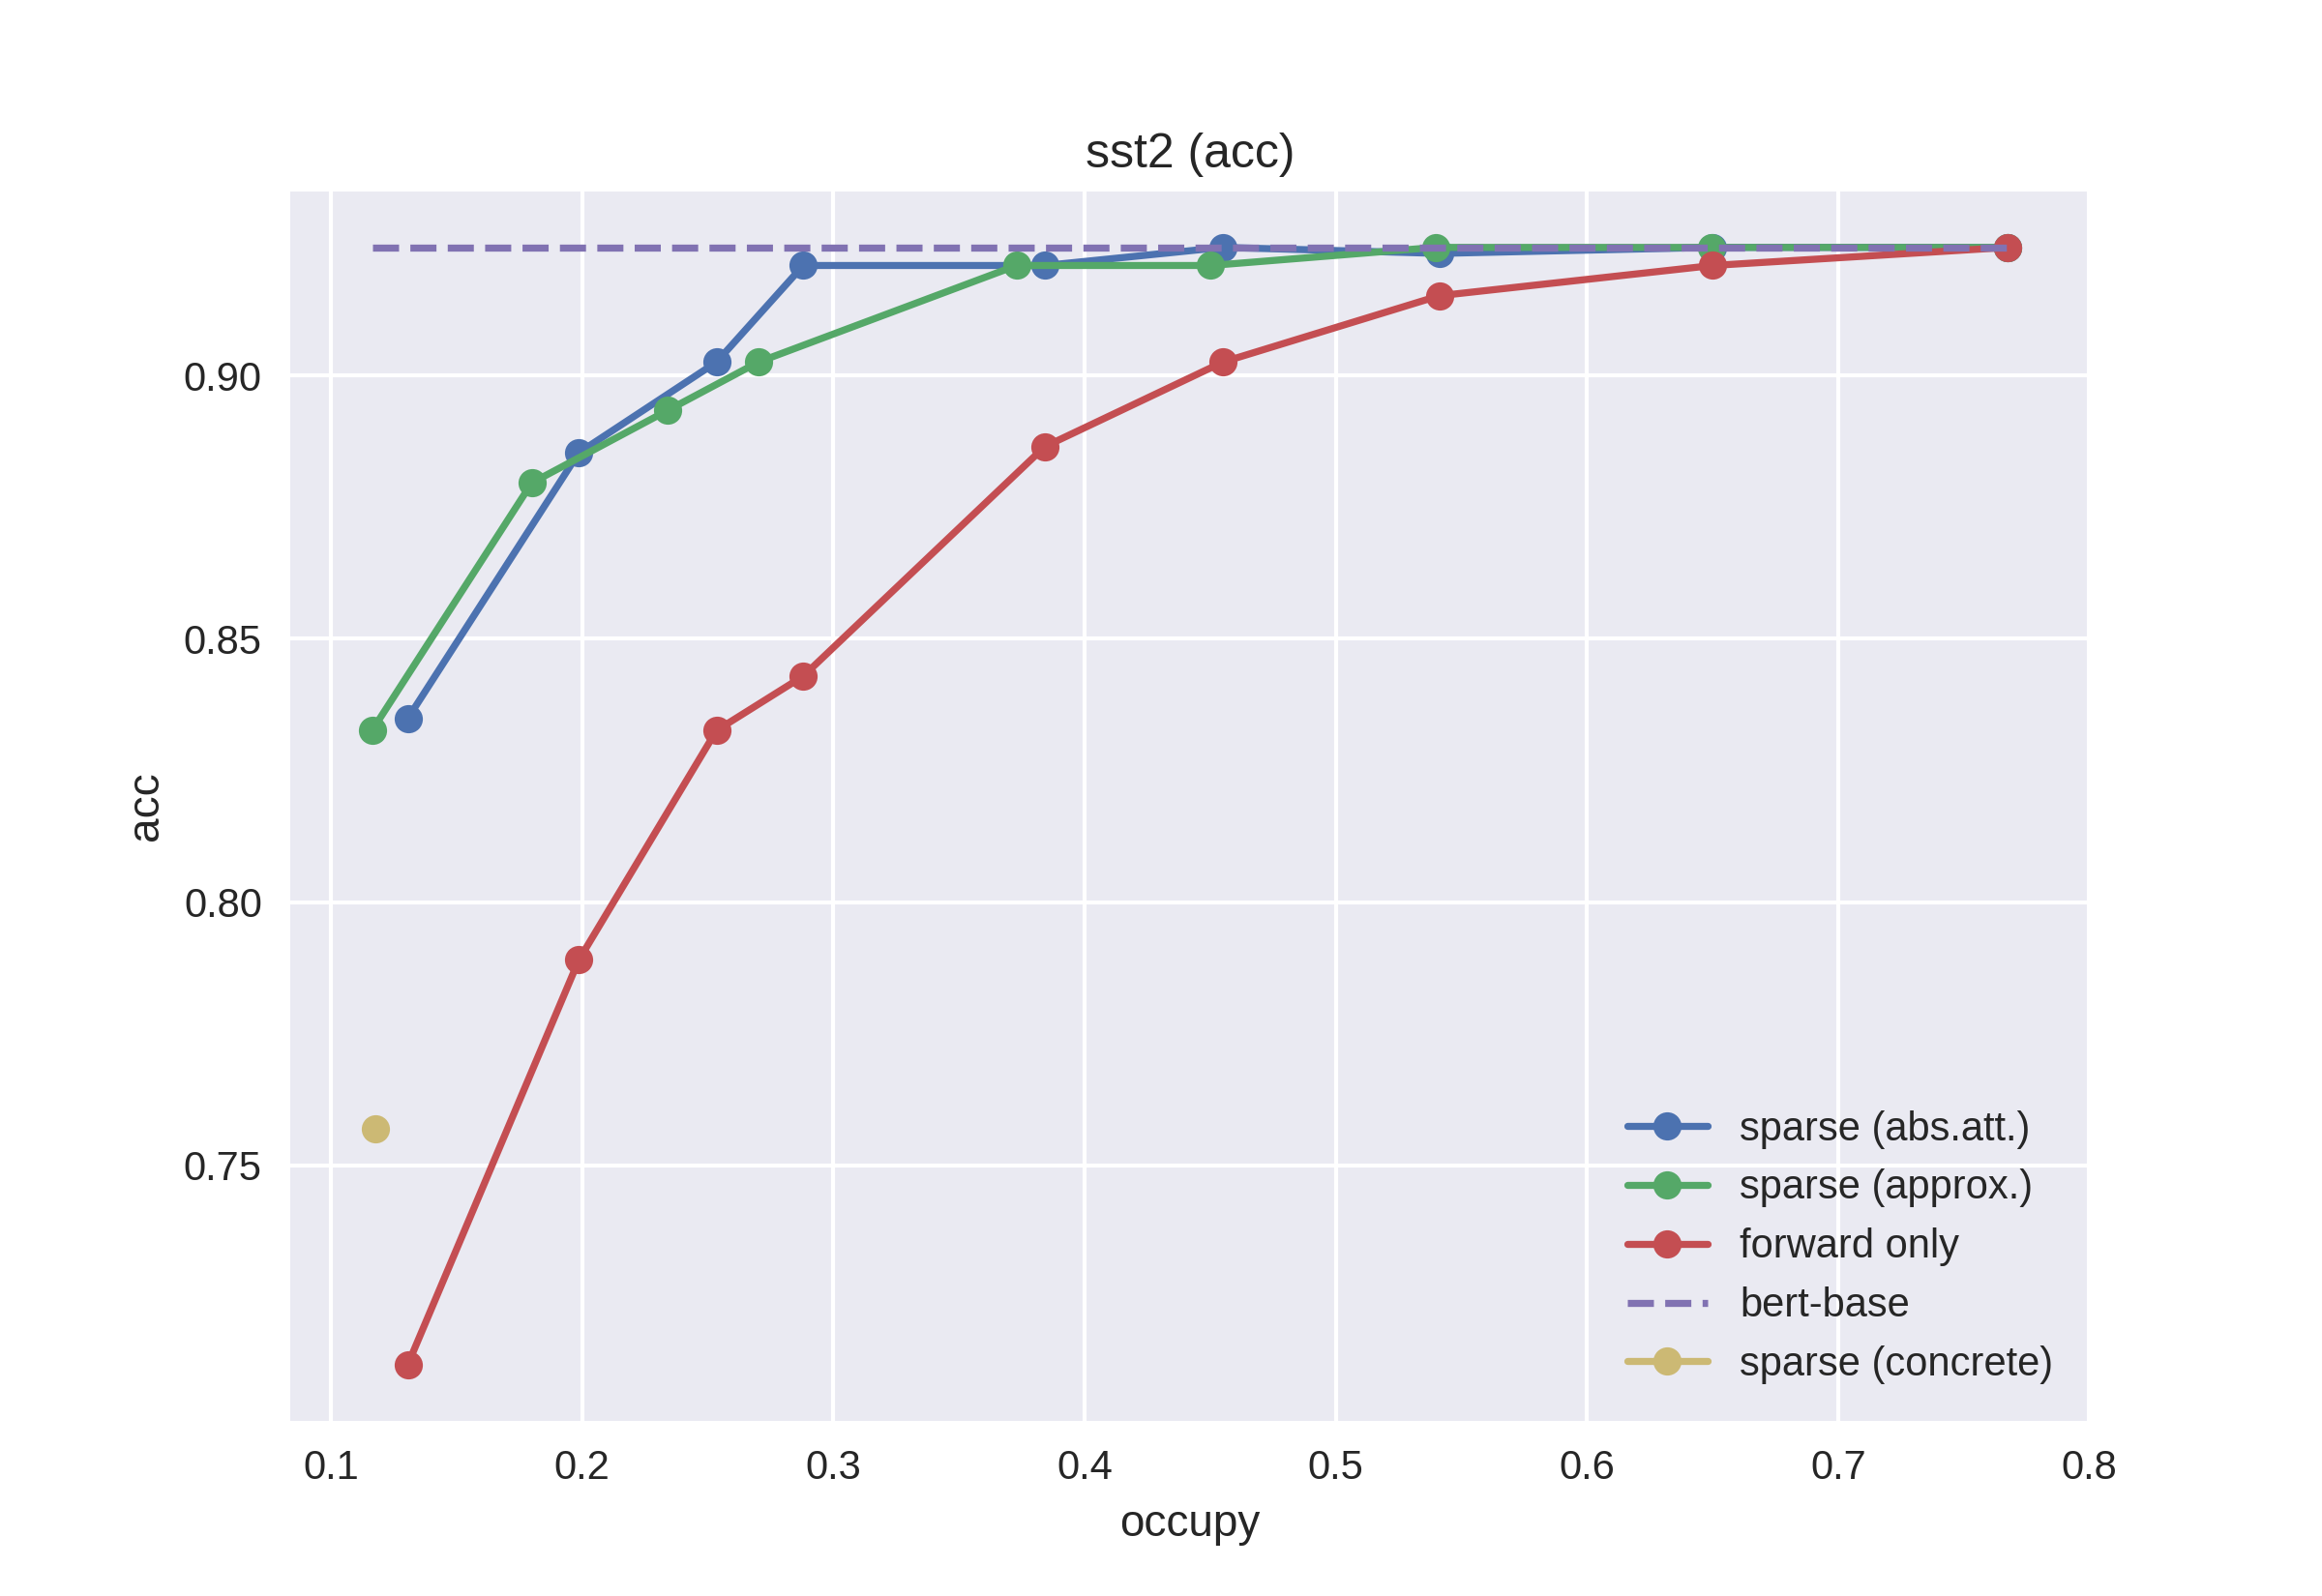 sst2 (acc)
0.90
0.85
0.80
0.75
acc
sparse (abs.att.)
sparse (approx.)
forward only
bert-base
sparse (concrete)
0.1 0.2 0.3 0.4 0.5 0.6 0.7 0.8
occupy